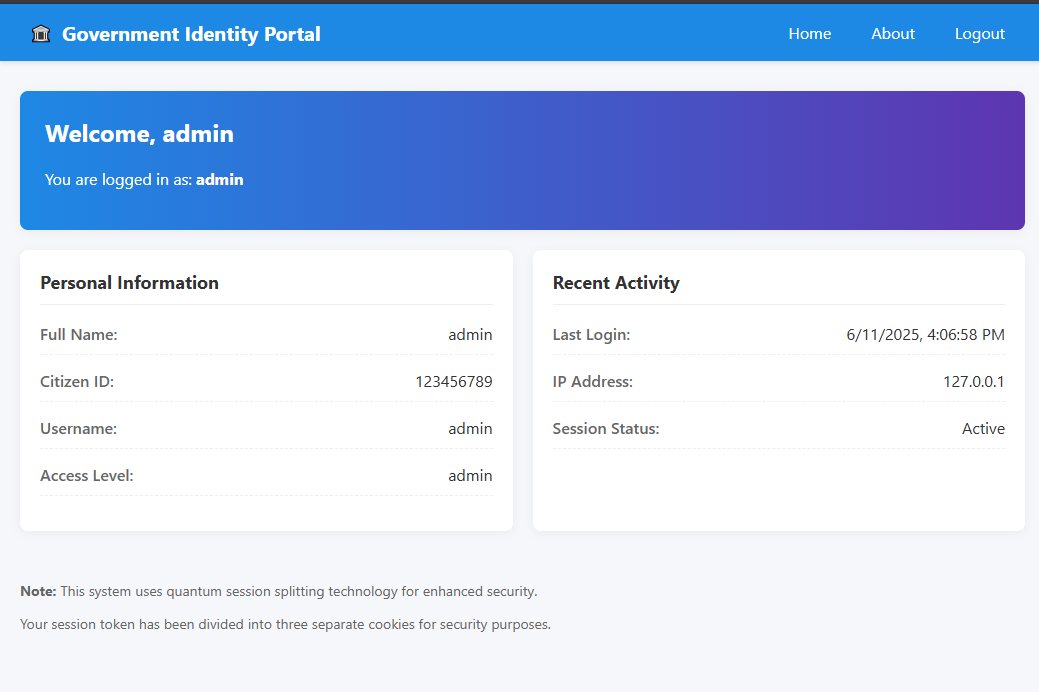 Government Identity Portal
Home About Logout
Welcome, admin
You are logged in as: admin
Personal Information
Full Name: admin
Citizen ID: 123456789
Username: admin
Access Level: admin
Recent Activity
Last Login: 6/11/2025, 4:06:58 PM
IP Address: 127.0.0.1
Session Status: Active
Note: This system uses quantum session splitting technology for enhanced security.
Your session token has been divided into three separate cookies for security purposes.